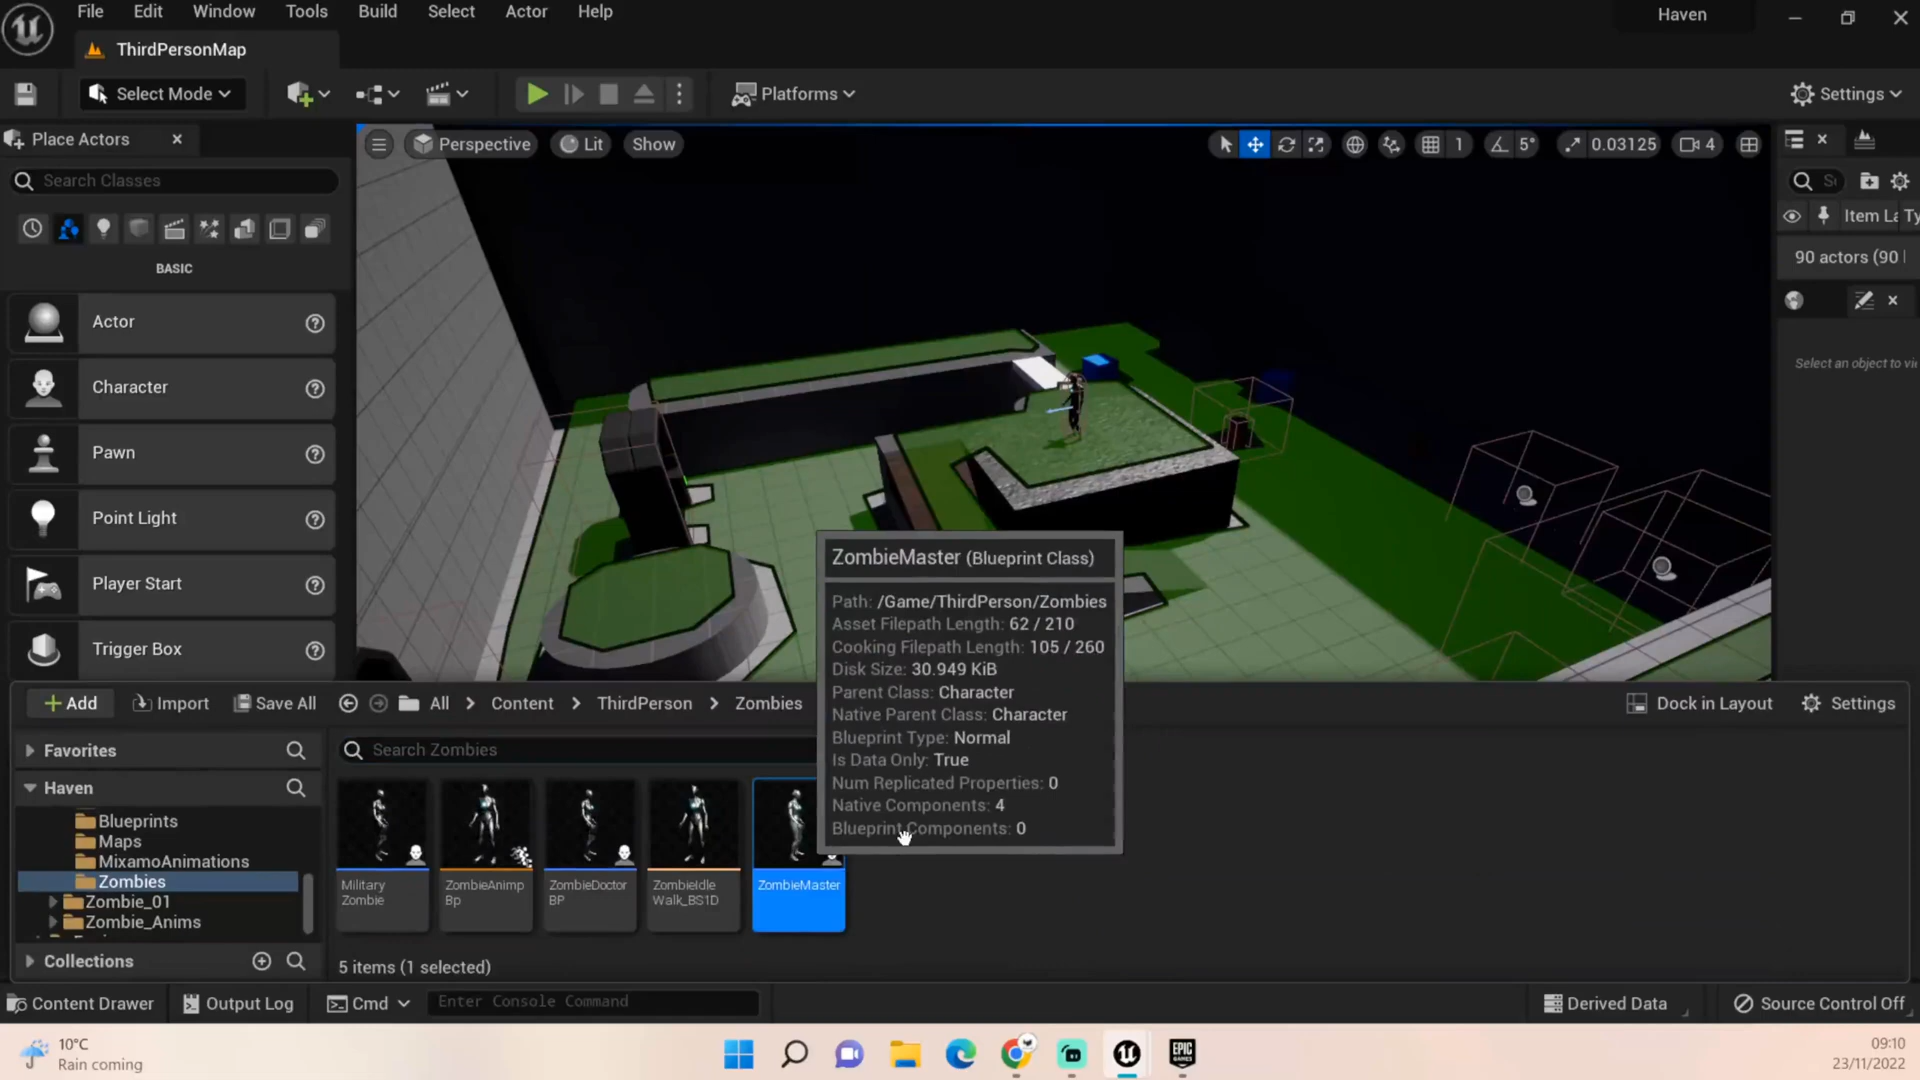 File Edit Window Tools Build Select Actor Help
Haven
ThirdPersonMap
Select Mode
Platforms
Settings
Place Actors
Perspective Lit Show
1 5° 0.03125 4
Search Classes
Item La Ty
BASIC
90 actors (90
Actor
Character
Pawn
Point Light
Player Start
Trigger Box
Select an object to vi
ZombieMaster (Blueprint Class)
Path: /Game/ThirdPerson/Zombies
Asset Filepath Length: 62 / 210
Cooking Filepath Length: 105 / 260
Disk Size: 30.949 KiB
Parent Class: Character
Native Parent Class: Character
Blueprint Type: Normal
Is Data Only: True
Num Replicated Properties: 0
Native Components: 4
Blueprint Components: 0
Add Import Save All All Content ThirdPerson Zombies
Dock in Layout Settings
Favorites
Search Zombies
Haven
Blueprints
Maps
MixamoAnimations
Zombies
Zombie_01
Zombie_Anims
Collections
Military
Zombie
ZombieAnimp
Bp
ZombieDoctor
BP
ZombieIdle
Walk_BS1D
ZombieMaster
5 items (1 selected)
Content Drawer Output Log Cmd Enter Console Command
Derived Data Source Control Off
10°C
Rain coming
EPIC
GAMES
09:10
23/11/2022